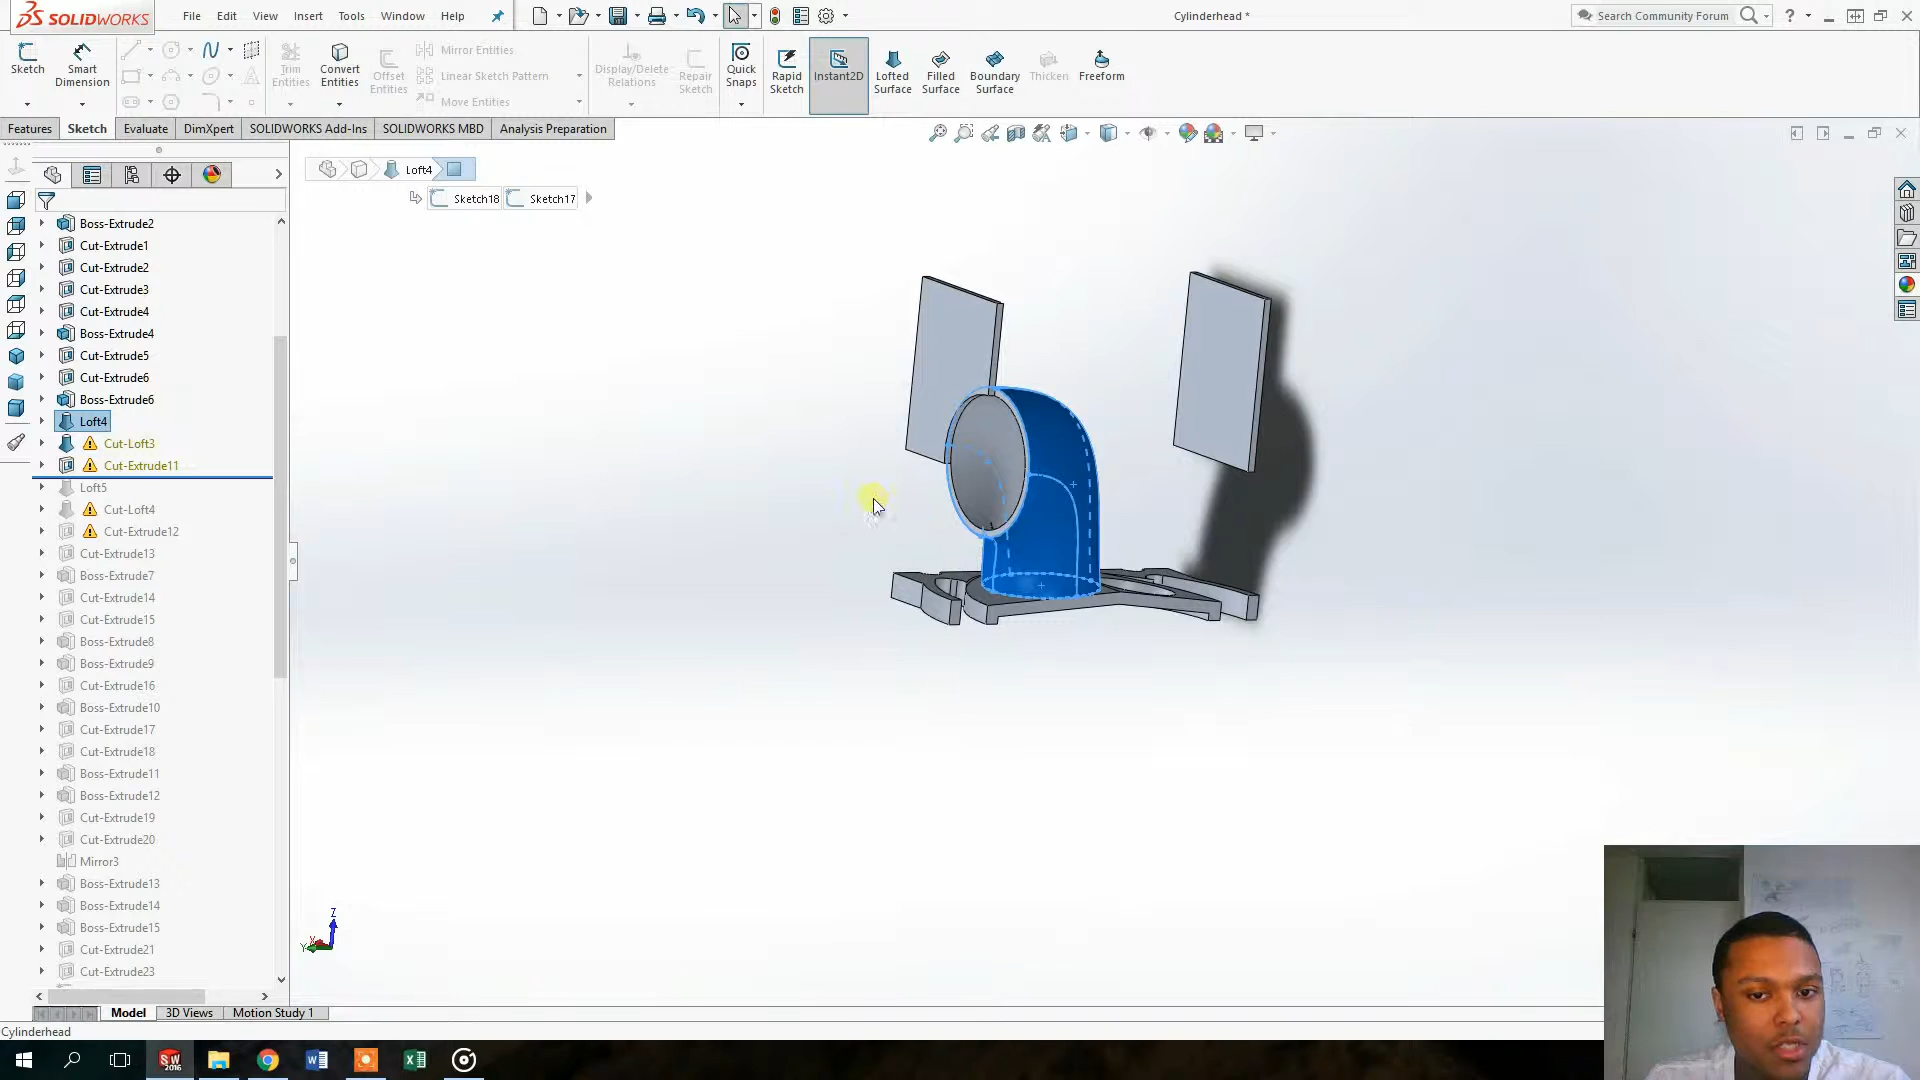 SOLIDWORKS
File Edit View Insert Tools Window Help
Cylinderhead *
Search Community Forum
Sketch
Smart Dimension
Trim Entities
Convert Entities
Offset Entities
Mirror Entities
Linear Sketch Pattern
Move Entities
Display/Delete Relations
Repair Sketch
Quick Snaps
Rapid Sketch
Instant2D
Lofted Surface
Filled Surface
Boundary Surface
Thicken
Freeform
Features Sketch Evaluate DimXpert SOLIDWORKS Add-Ins SOLIDWORKS MBD Analysis Preparation
Loft4
Sketch18 Sketch17
Boss-Extrude2
Cut-Extrude1
Cut-Extrude2
Cut-Extrude3
Cut-Extrude4
Boss-Extrude4
Cut-Extrude5
Cut-Extrude6
Boss-Extrude6
Loft4
Cut-Loft3
Cut-Extrude11
Loft5
Cut-Loft4
Cut-Extrude12
Cut-Extrude13
Boss-Extrude7
Cut-Extrude14
Cut-Extrude15
Boss-Extrude8
Boss-Extrude9
Cut-Extrude16
Boss-Extrude10
Cut-Extrude17
Cut-Extrude18
Boss-Extrude11
Boss-Extrude12
Cut-Extrude19
Cut-Extrude20
Mirror3
Boss-Extrude13
Boss-Extrude14
Boss-Extrude15
Cut-Extrude21
Cut-Extrude23
Z
X
Y
Model 3D Views Motion Study 1
Cylinderhead
SW 2016